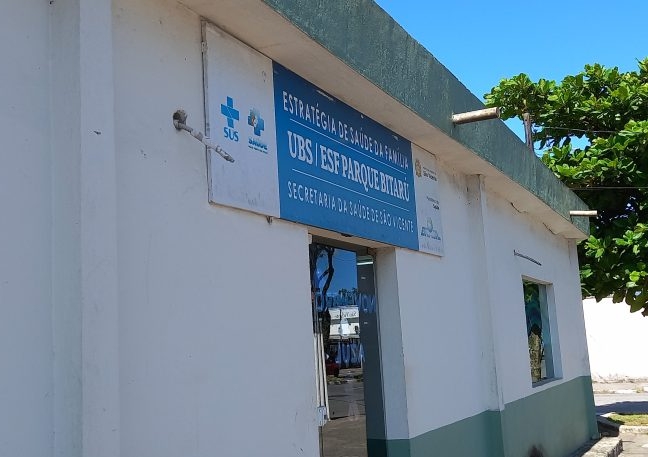 SUS
SAÚDE
ESTRATÉGIA DE SAÚDE DA FAMÍLIA
UBS / ESF PARQUE BITARU
SECRETARIA DA SAÚDE DE SÃO VICENTE